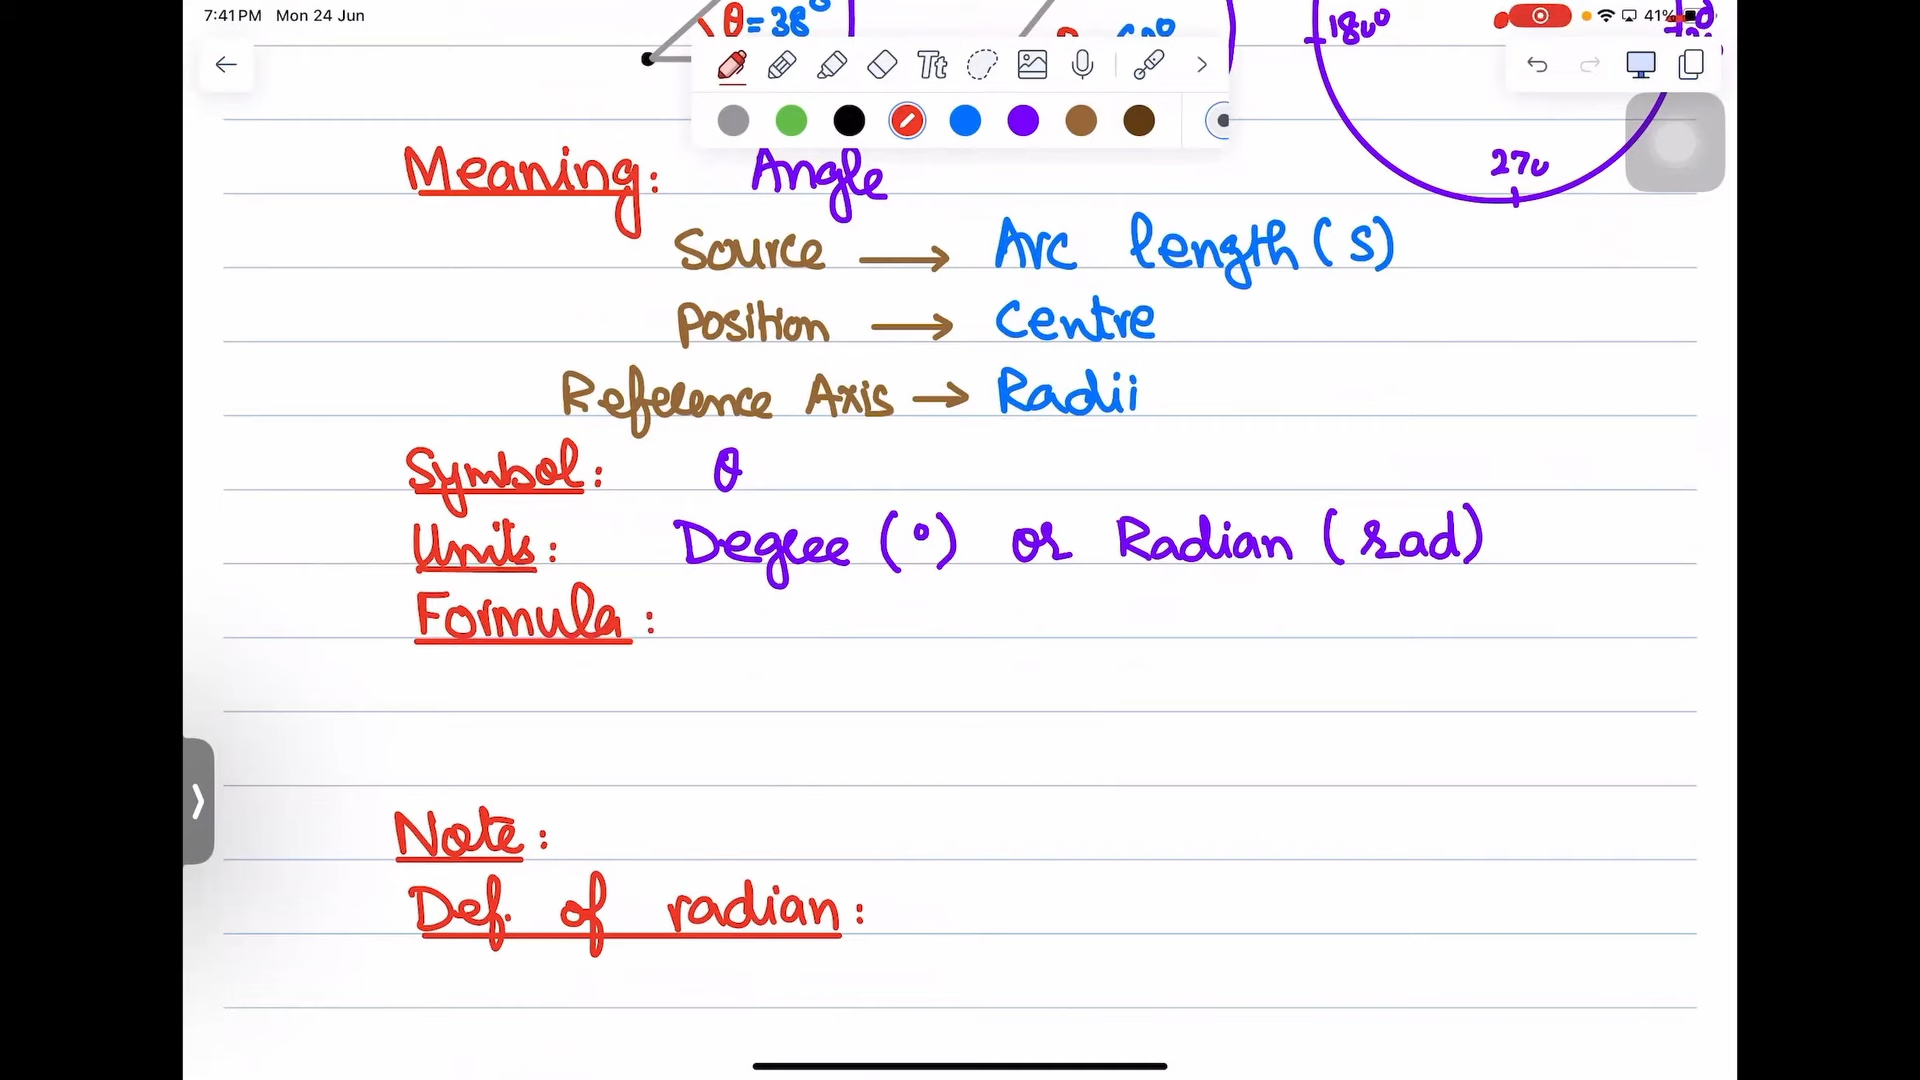 7:41 PM Mon 24 Jun
41%
θ = 38°
180°
Tt
270
Meaning: Angle
Source → Arc length (s)
Position → Centre
Reference Axis → Radii
Symbol: θ
Units: Degree (°) or Radian (rad)
Formula:
Note:
Def. of radian: